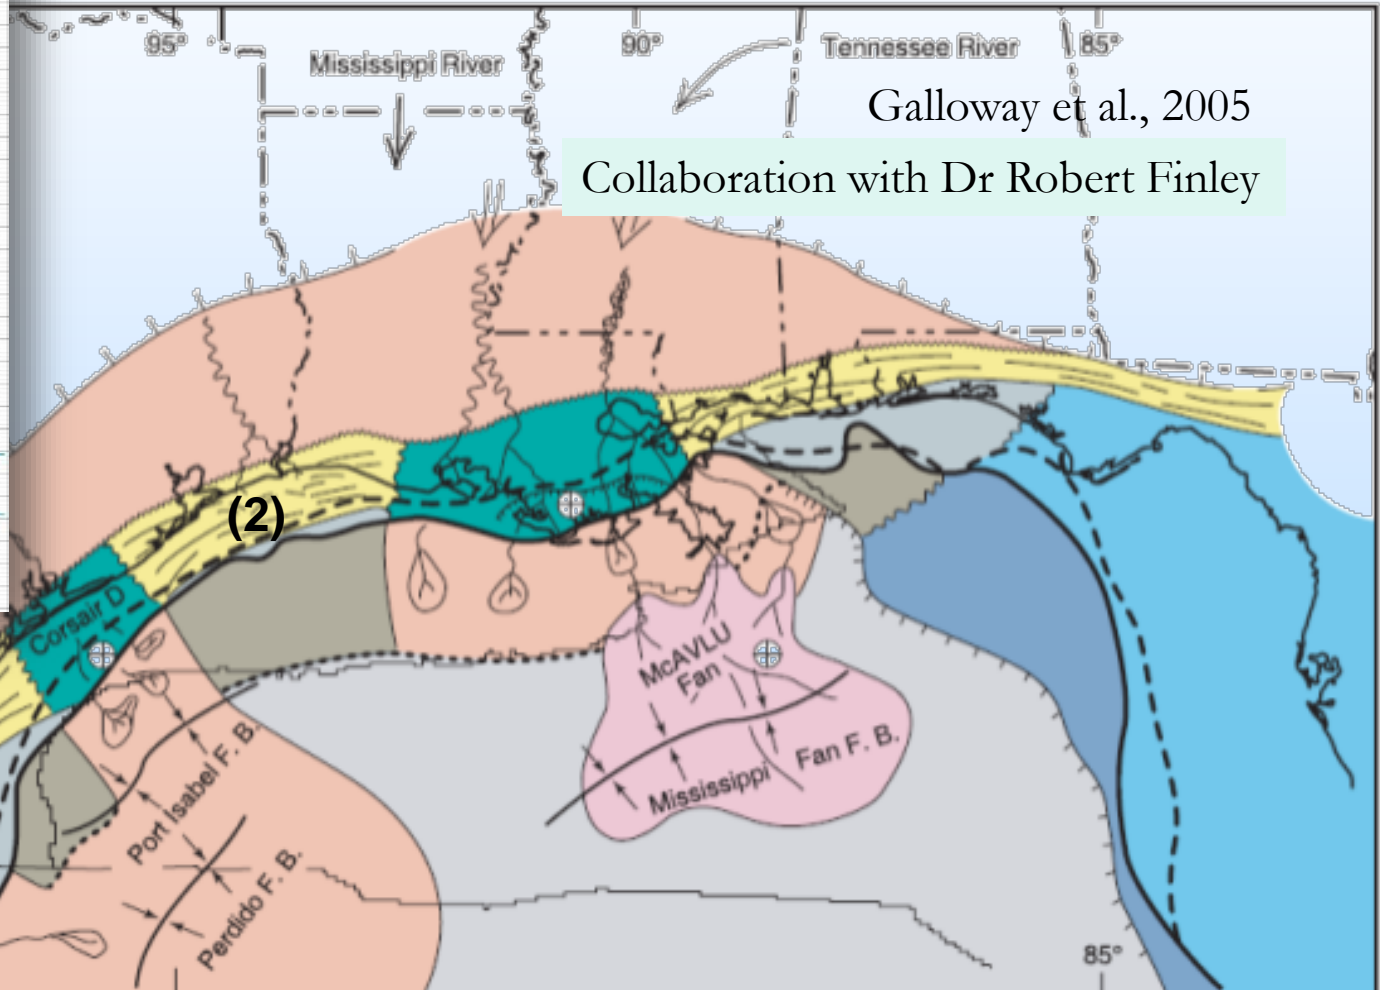 95°
90°
85°
Mississippi River
Tennessee River
Galloway et al., 2005
Collaboration with Dr Robert Finley
(2)
Corsair D
McAVLU
Fan
Port Isabel F. B.
Fan F. B.
Mississippi
Perdido F. B.
85°